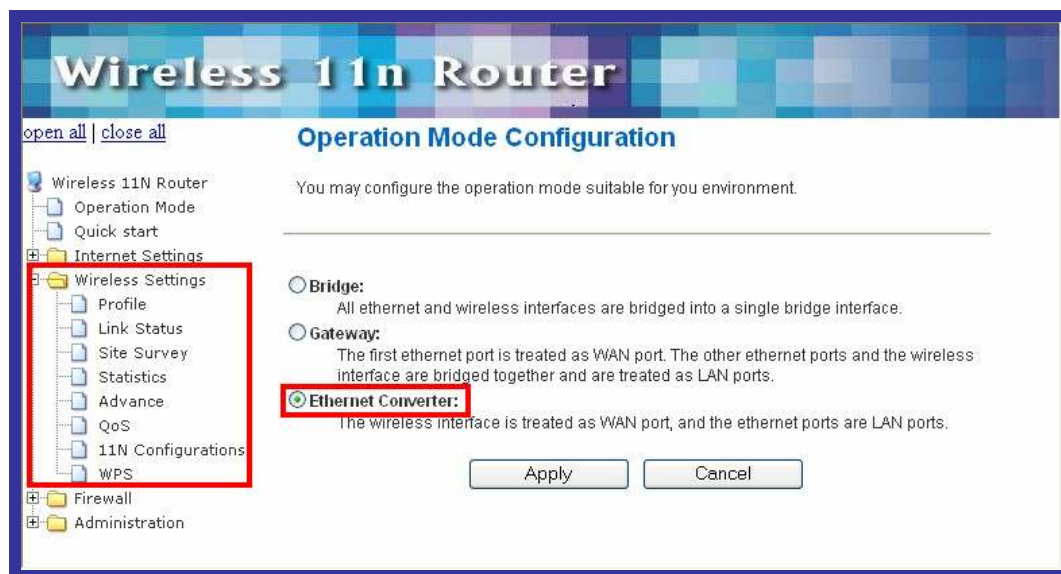 Wireless 11n Router
open all | close all
Wireless 11N Router
Operation Mode
Quick start
Internet Settings
Wireless Settings
Profile
Link Status
Site Survey
Statistics
Advance
QoS
11N Configurations
WPS
Firewall
Administration
Operation Mode Configuration
You may configure the operation mode suitable for you environment.
Bridge:
All ethernet and wireless interfaces are bridged into a single bridge interface.
Gateway:
The first ethernet port is treated as WAN port. The other ethernet ports and the wireless
interface are bridged together and are treated as LAN ports.
Ethernet Converter:
The wireless interface is treated as WAN port, and the ethernet ports are LAN ports.
Apply
Cancel